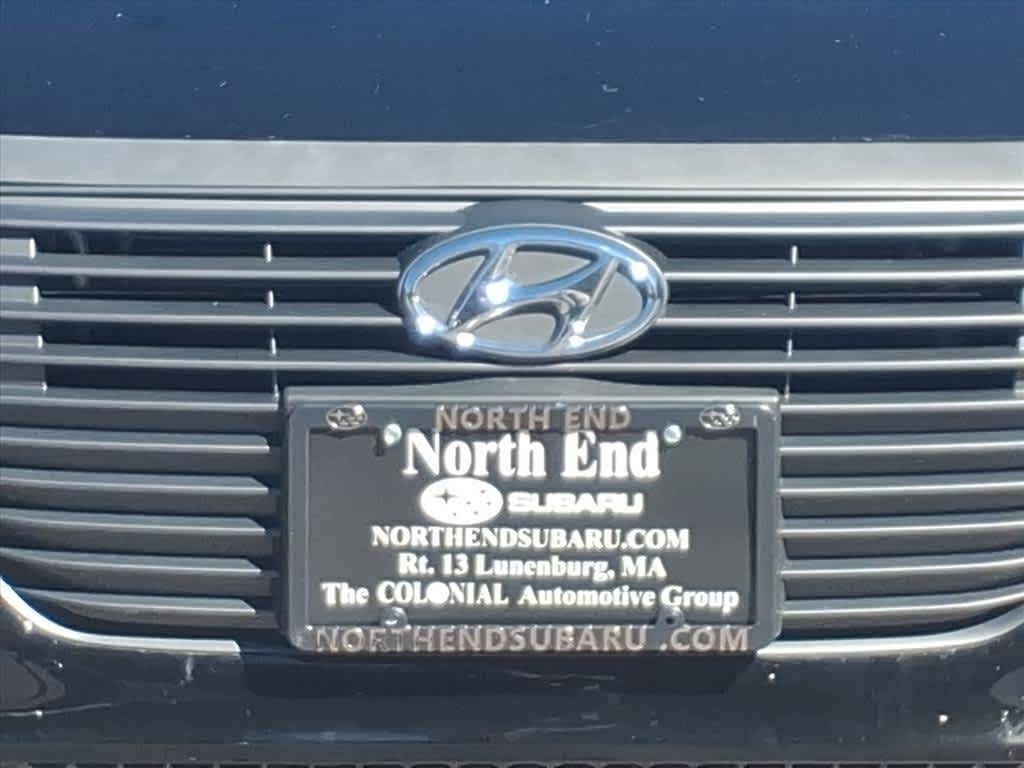 NORTH END
North End
SUBARU
NORTHENDSUBARU.COM
Rt. 13 Lunenburg, MA
The COLONIAL Automotive Group
NORTHENDSUBARU.COM